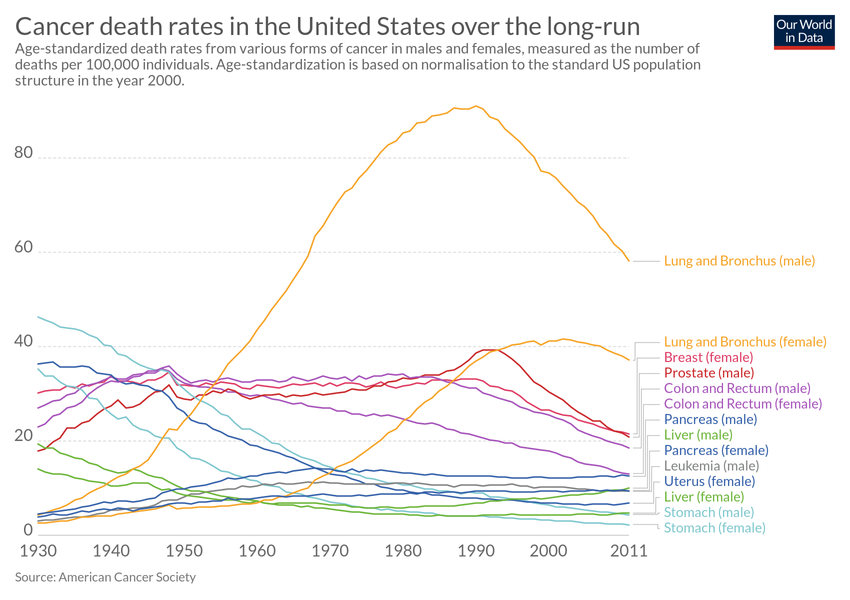 Cancer death rates in the United States over the long-run
Our World
in Data
Age-standardized death rates from various forms of cancer in males and females, measured as the number of
deaths per 100,000 individuals. Age-standardization is based on normalisation to the standard US population
structure in the year 2000.
80
60
40
20
0
Lung and Bronchus (male)
Lung and Bronchus (female)
Breast (female)
Prostate (male)
Colon and Rectum (male)
Colon and Rectum (female)
Pancreas (male)
Liver (male)
Pancreas (female)
Leukemia (male)
Uterus (female)
Liver (female)
Stomach (male)
Stomach (female)
1930 1940 1950 1960 1970 1980 1990 2000 2011
Source: American Cancer Society